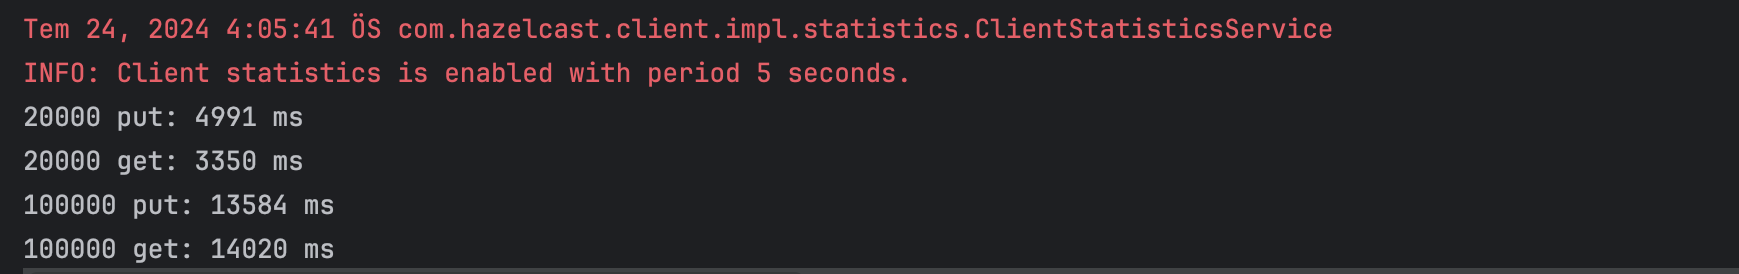 Tem 24, 2024 4:05:41 ÖS com.hazelcast.client.impl.statistics.ClientStatisticsService
INFO: Client statistics is enabled with period 5 seconds.
20000 put: 4991 ms
20000 get: 3350 ms
100000 put: 13584 ms
100000 get: 14020 ms